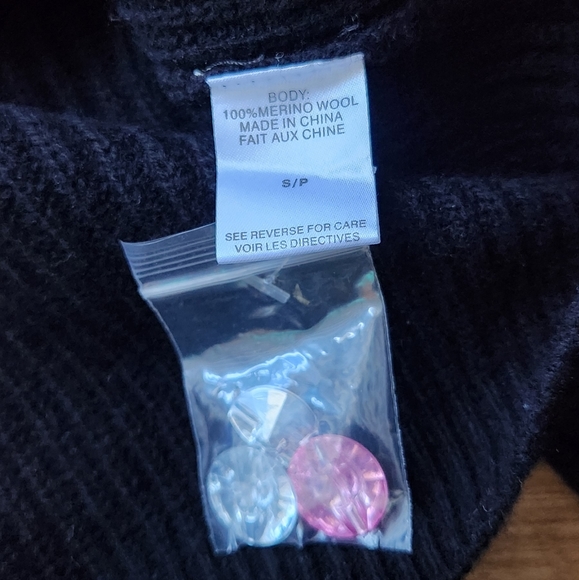 BODY:
100%MERINO WOOL
MADE IN CHINA
FAIT AUX CHINE
S/P
SEE REVERSE FOR CARE
VOIR LES DIRECTIVES